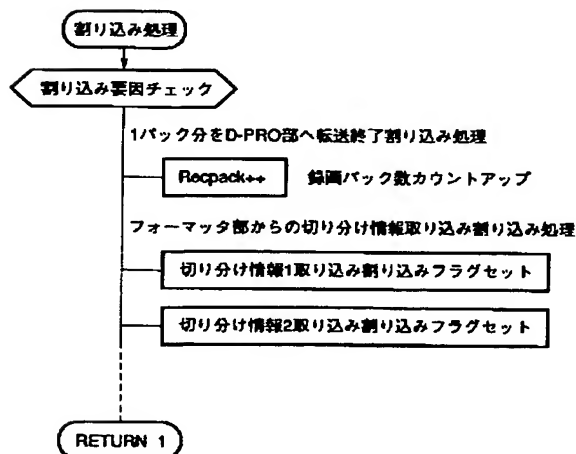 割り込み処理
割り込み要因チェック
1パック分をD-PRO部へ転送終了割り込み処理
Recpack++ 録画パック数カウントアップ
フォーマッタ部からの切り分け情報取り込み割り込み処理
切り分け情報1取り込み割り込みフラグセット
切り分け情報2取り込み割り込みフラグセット
RETURN 1